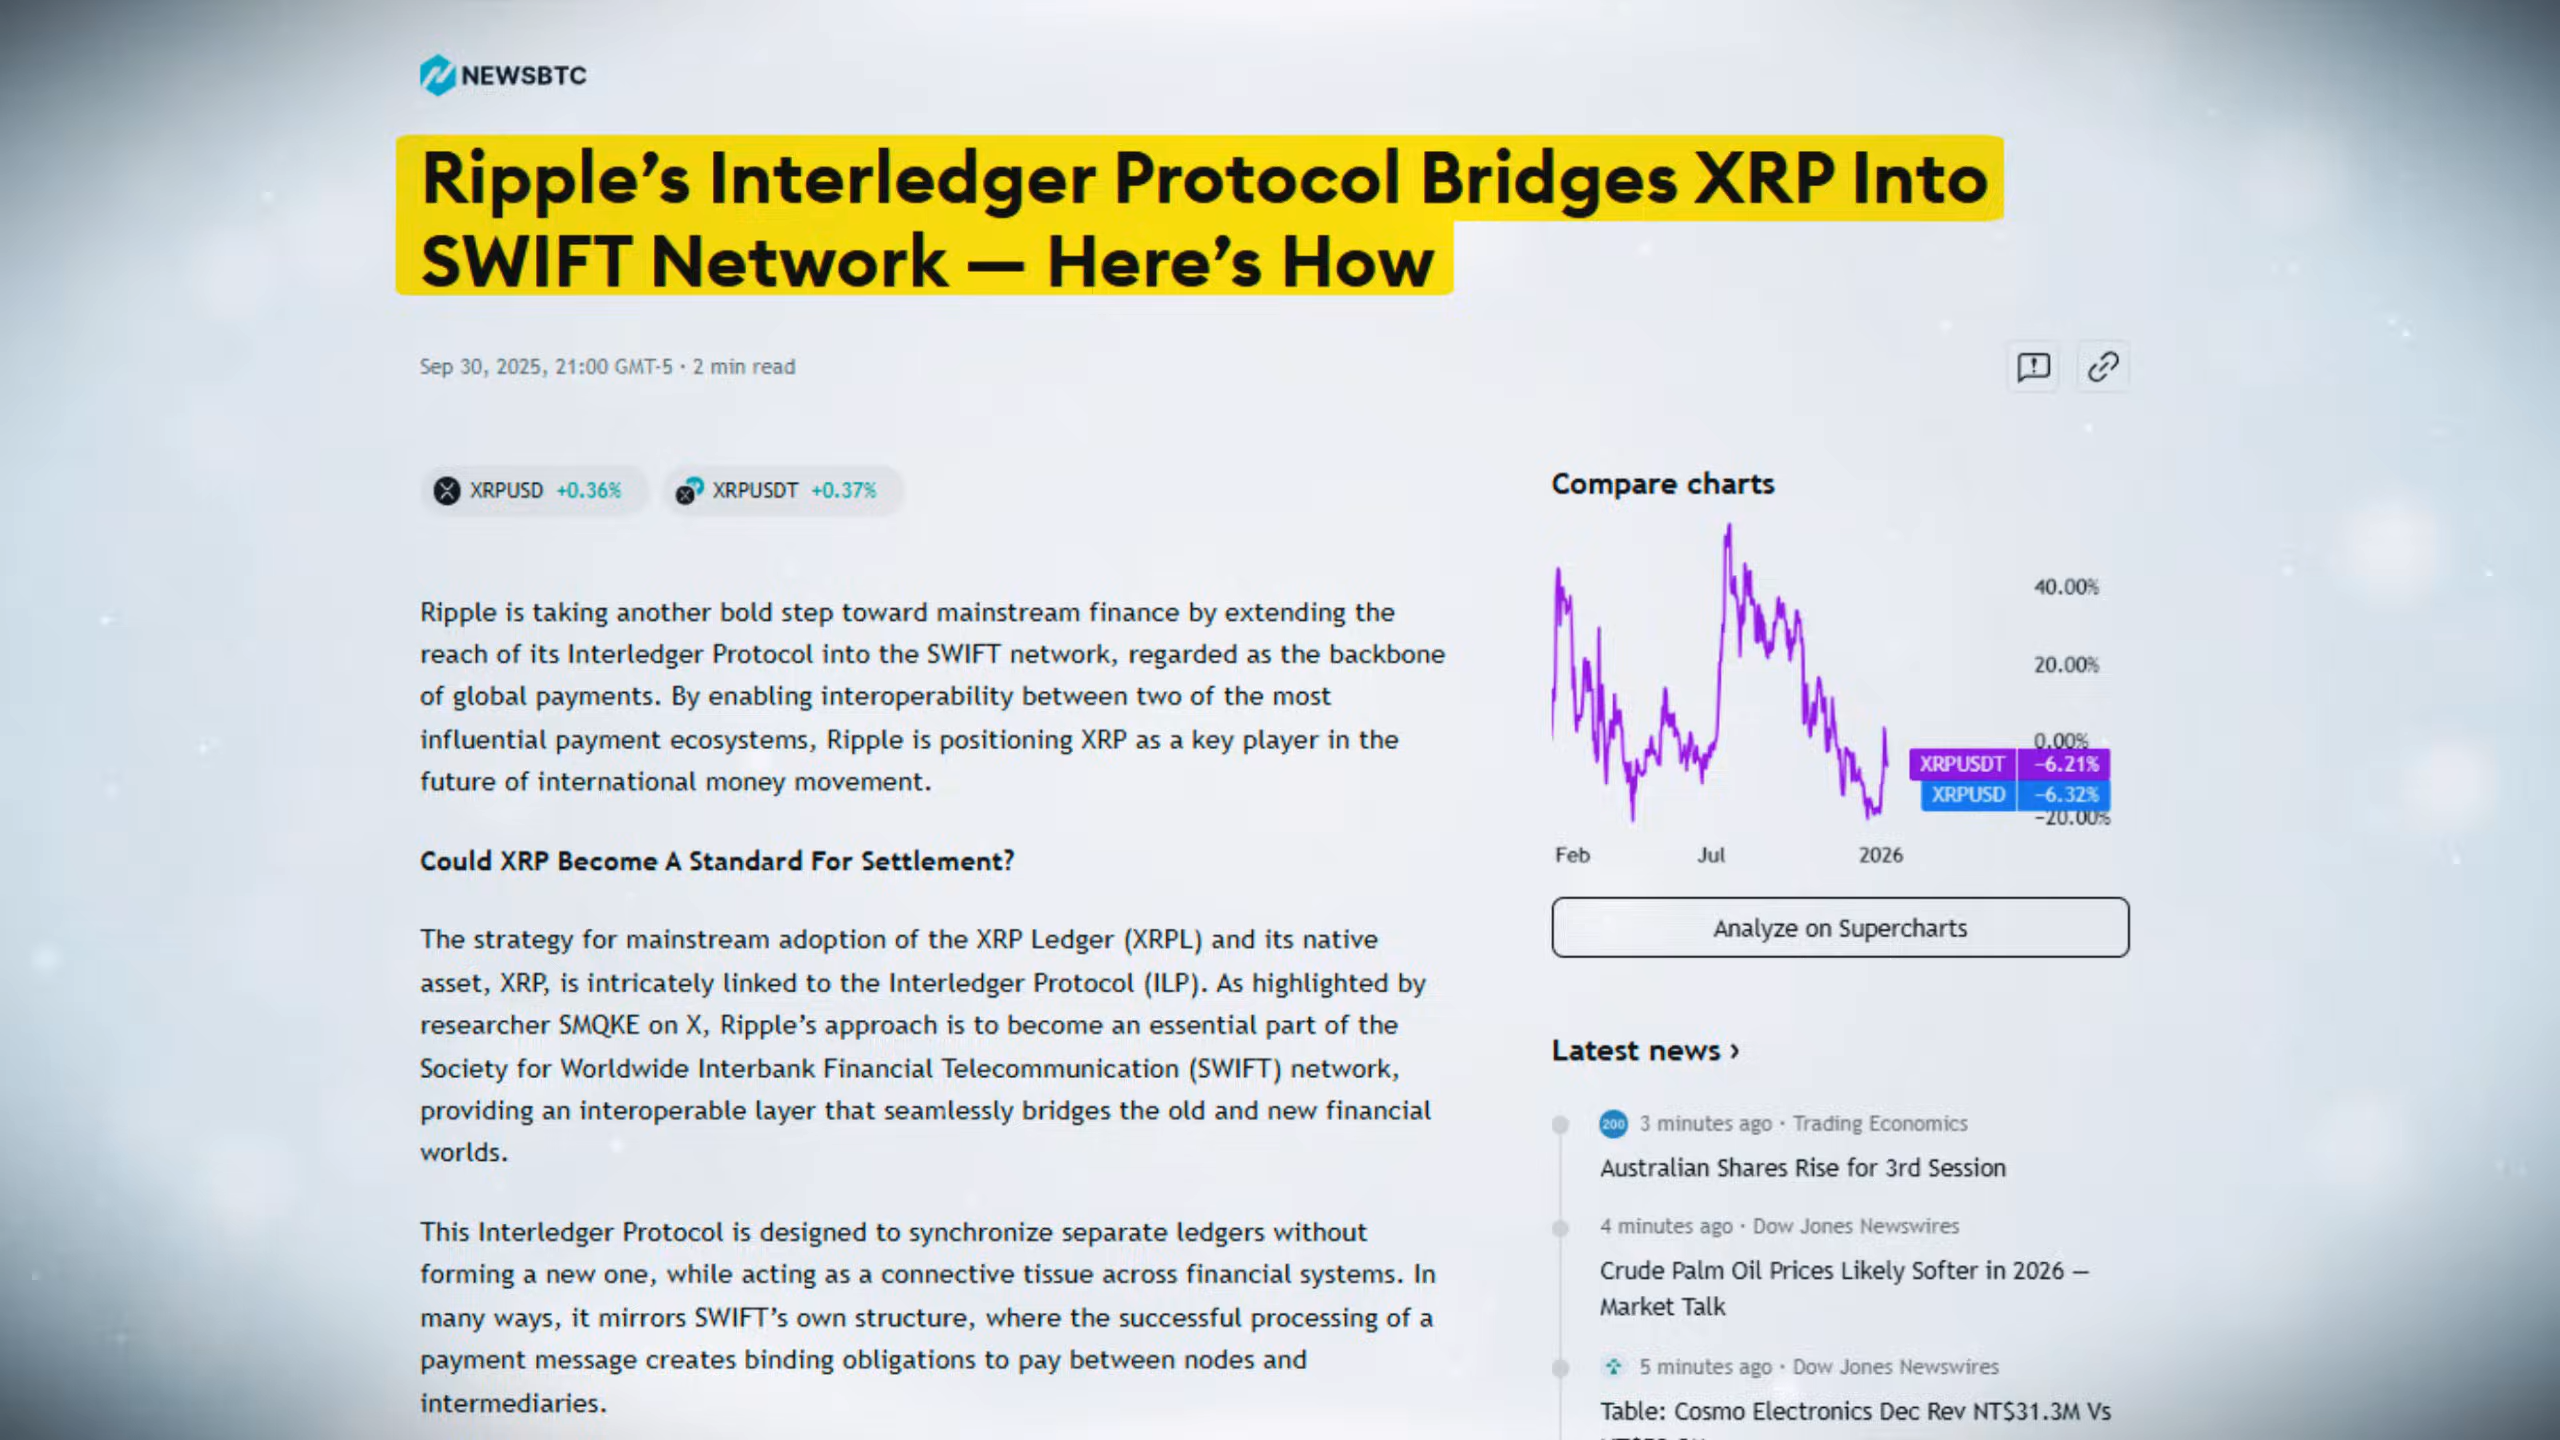 NEWSBTC
Ripple’s Interledger Protocol Bridges XRP Into
SWIFT Network — Here’s How
Sep 30, 2025, 21:00 GMT-5 · 2 min read
XRPUSD +0.36%
XRPUSDT +0.37%
Ripple is taking another bold step toward mainstream finance by extending the
reach of its Interledger Protocol into the SWIFT network, regarded as the backbone
of global payments. By enabling interoperability between two of the most
influential payment ecosystems, Ripple is positioning XRP as a key player in the
future of international money movement.
Could XRP Become A Standard For Settlement?
The strategy for mainstream adoption of the XRP Ledger (XRPL) and its native
asset, XRP, is intricately linked to the Interledger Protocol (ILP). As highlighted by
researcher SMQKE on X, Ripple’s approach is to become an essential part of the
Society for Worldwide Interbank Financial Telecommunication (SWIFT) network,
providing an interoperable layer that seamlessly bridges the old and new financial
worlds.
This Interledger Protocol is designed to synchronize separate ledgers without
forming a new one, while acting as a connective tissue across financial systems. In
many ways, it mirrors SWIFT’s own structure, where the successful processing of a
payment message creates binding obligations to pay between nodes and
intermediaries.
Compare charts
40.00%
20.00%
0.00%
XRPUSDT −6.21%
XRPUSD −6.32%
−20.00%
Feb Jul 2026
Analyze on Supercharts
Latest news ›
200 3 minutes ago · Trading Economics
Australian Shares Rise for 3rd Session
4 minutes ago · Dow Jones Newswires
Crude Palm Oil Prices Likely Softer in 2026 —
Market Talk
5 minutes ago · Dow Jones Newswires
Table: Cosmo Electronics Dec Rev NT$31.3M Vs